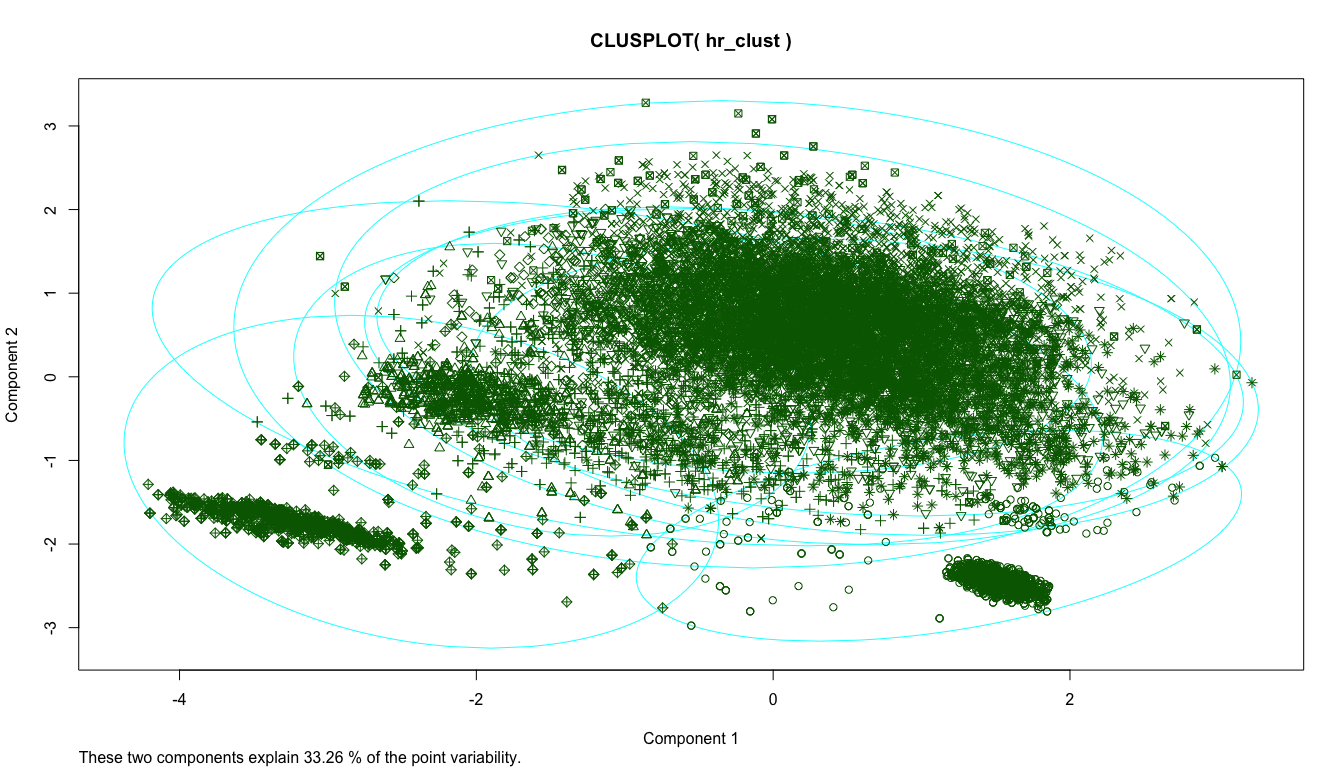 CLUSPLOT( hr_clust )
3
2
1
0
-1
-2
-3
Component 2
-4
-2
0
2
Component 1
These two components explain 33.26 % of the point variability.